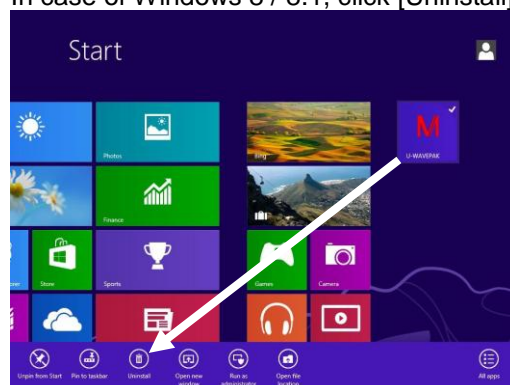 In case of Windows 8 / 8.1, click [Uninstall]
Start
Photos
Bing
M
U-WAVEPAK
Finance
Store
Sports
Games
Camera
Unpin from Start
Pin to taskbar
Uninstall
Open new
window
Run as
administrator
Open file
location
All apps